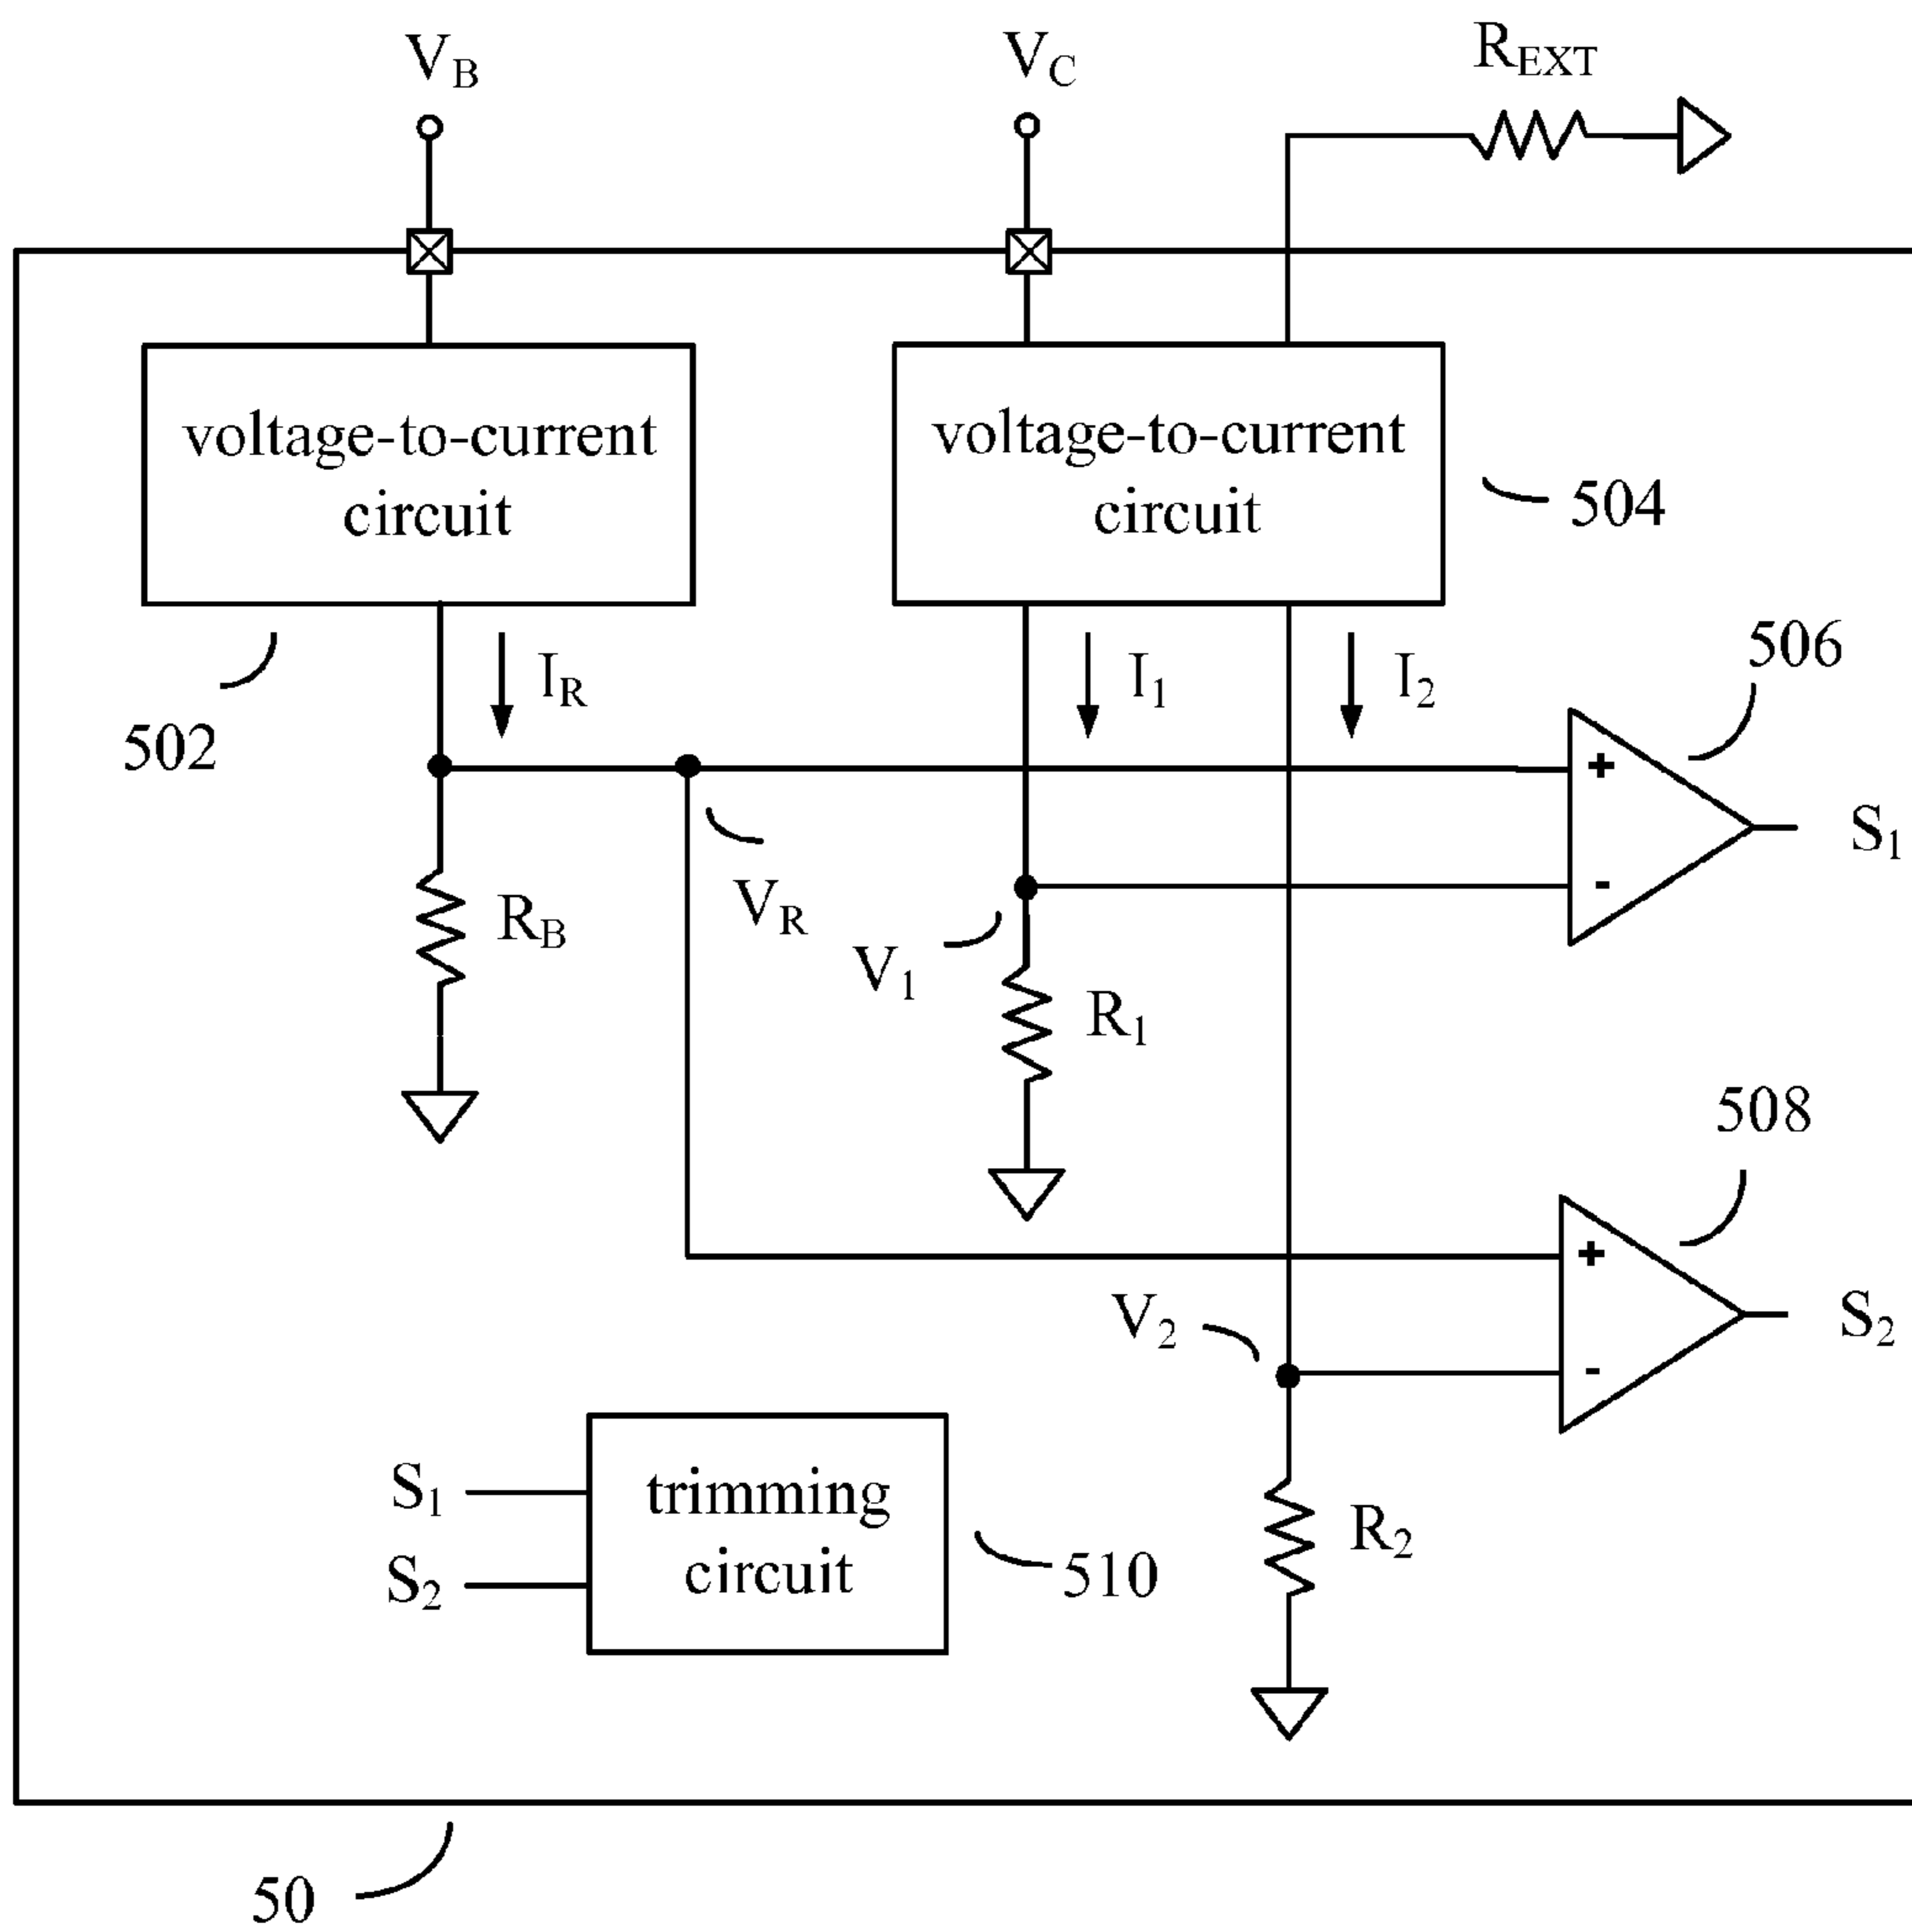 V_B
V_C
R_EXT
voltage-to-current
circuit
voltage-to-current
circuit
504
502
I_R
I_1
I_2
506
+
-
S_1
V_R
R_B
V_1
R_1
508
+
-
S_2
V_2
S_1
S_2
trimming
circuit
510
R_2
50